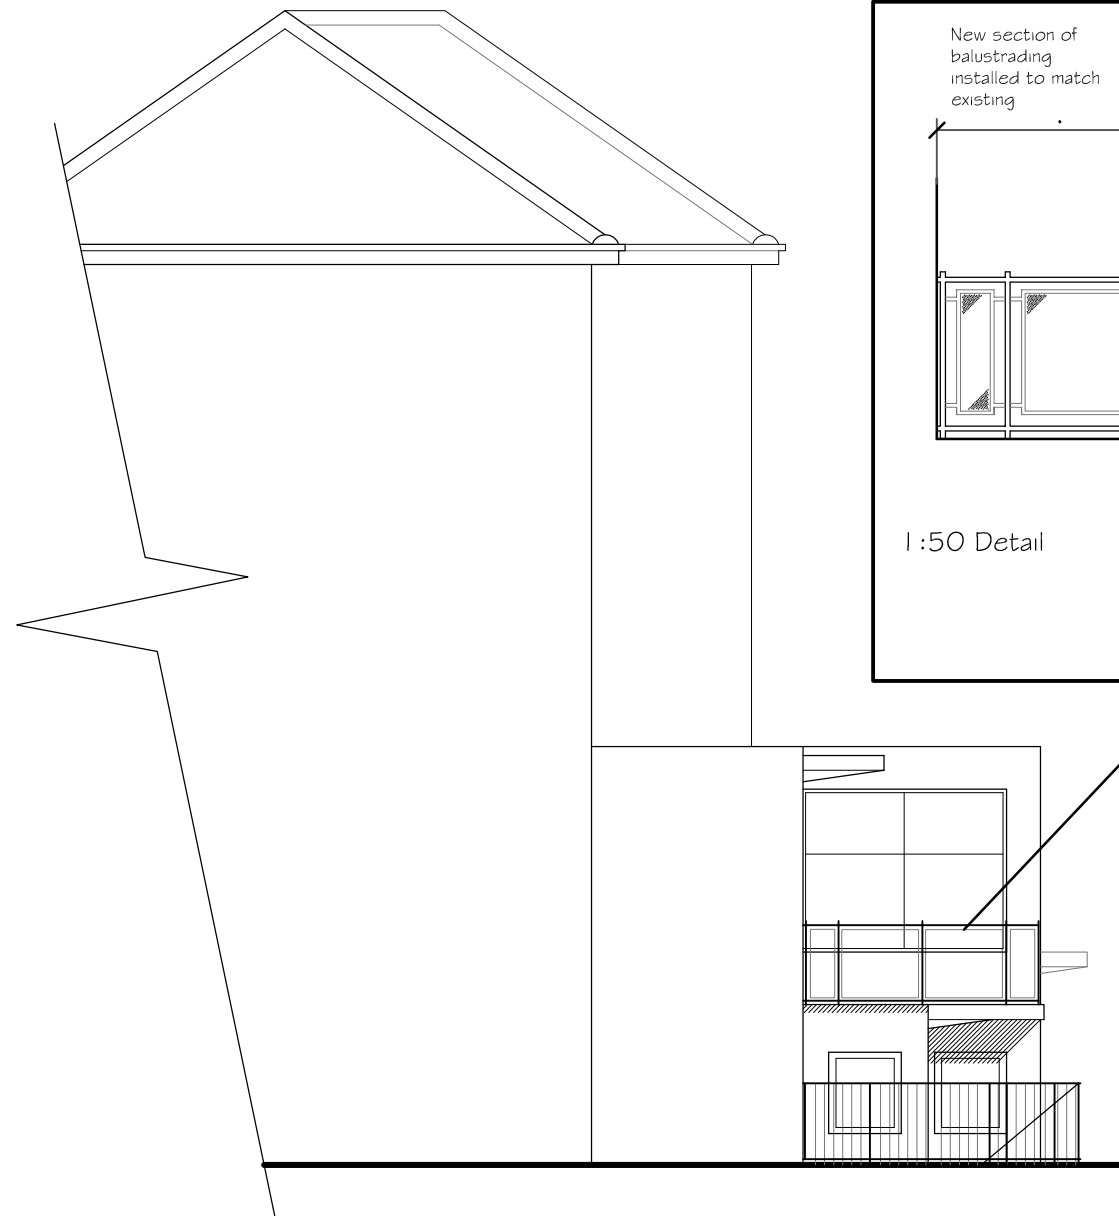 New section of
balustrading
installed to match
existing
1:50 Detail